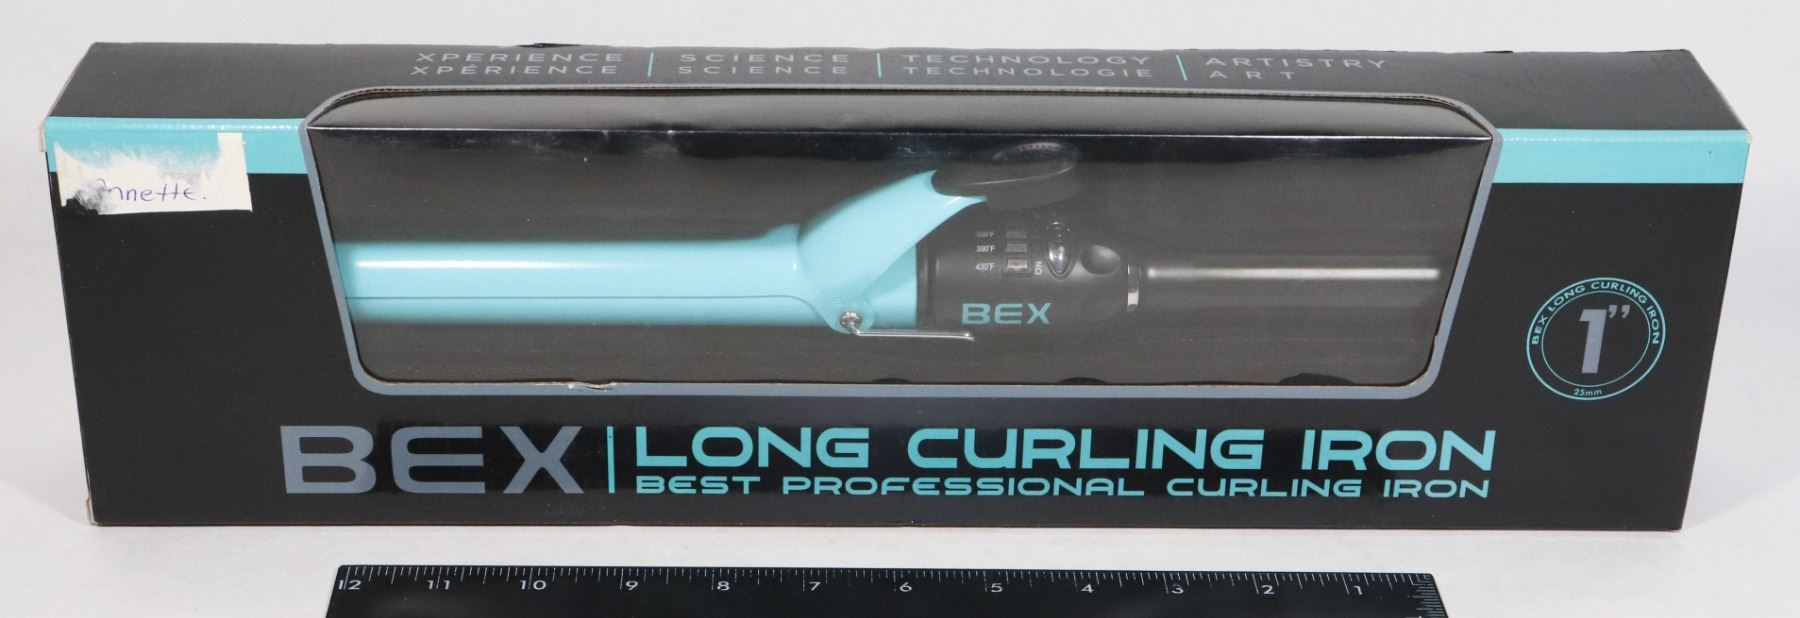 XPERIENCE | SCIENCE | TECHNOLOGY | ARTISTRY
XPÉRIENCE | SCIENCE | TECHNOLOGIE | ART
nnette.
350°F
390°F
430°F
ON
BEX
BEX LONG CURLING IRON
1”
25mm
BEX | LONG CURLING IRON
BEST PROFESSIONAL CURLING IRON
12 11 10 9 8 7 6 5 4 3 2 1